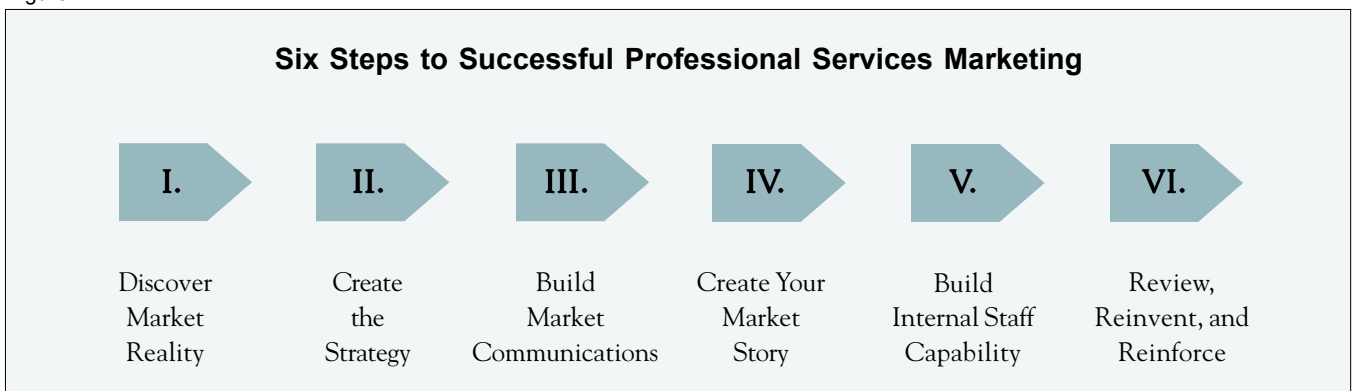 Six Steps to Successful Professional Services Marketing
I.
II.
III.
IV.
V.
VI.
Discover
Market
Reality
Create
the
Strategy
Build
Market
Communications
Create Your
Market
Story
Build
Internal Staff
Capability
Review,
Reinvent, and
Reinforce